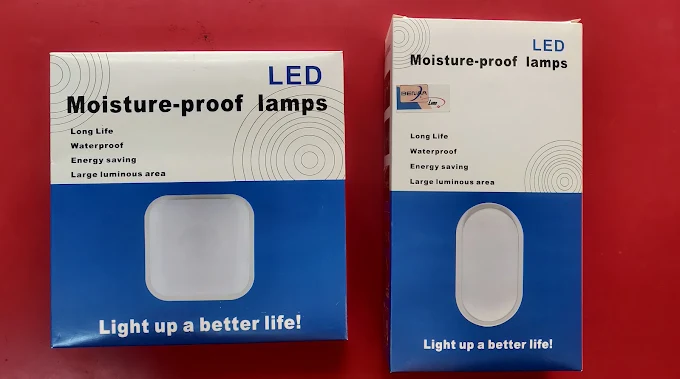 LED
Moisture-proof lamps
Long Life
Waterproof
Energy saving
Large luminous area
Light up a better life!
LED
Moisture-proof lamps
Long Life
Waterproof
Energy saving
Large luminous area
Light up a better life!